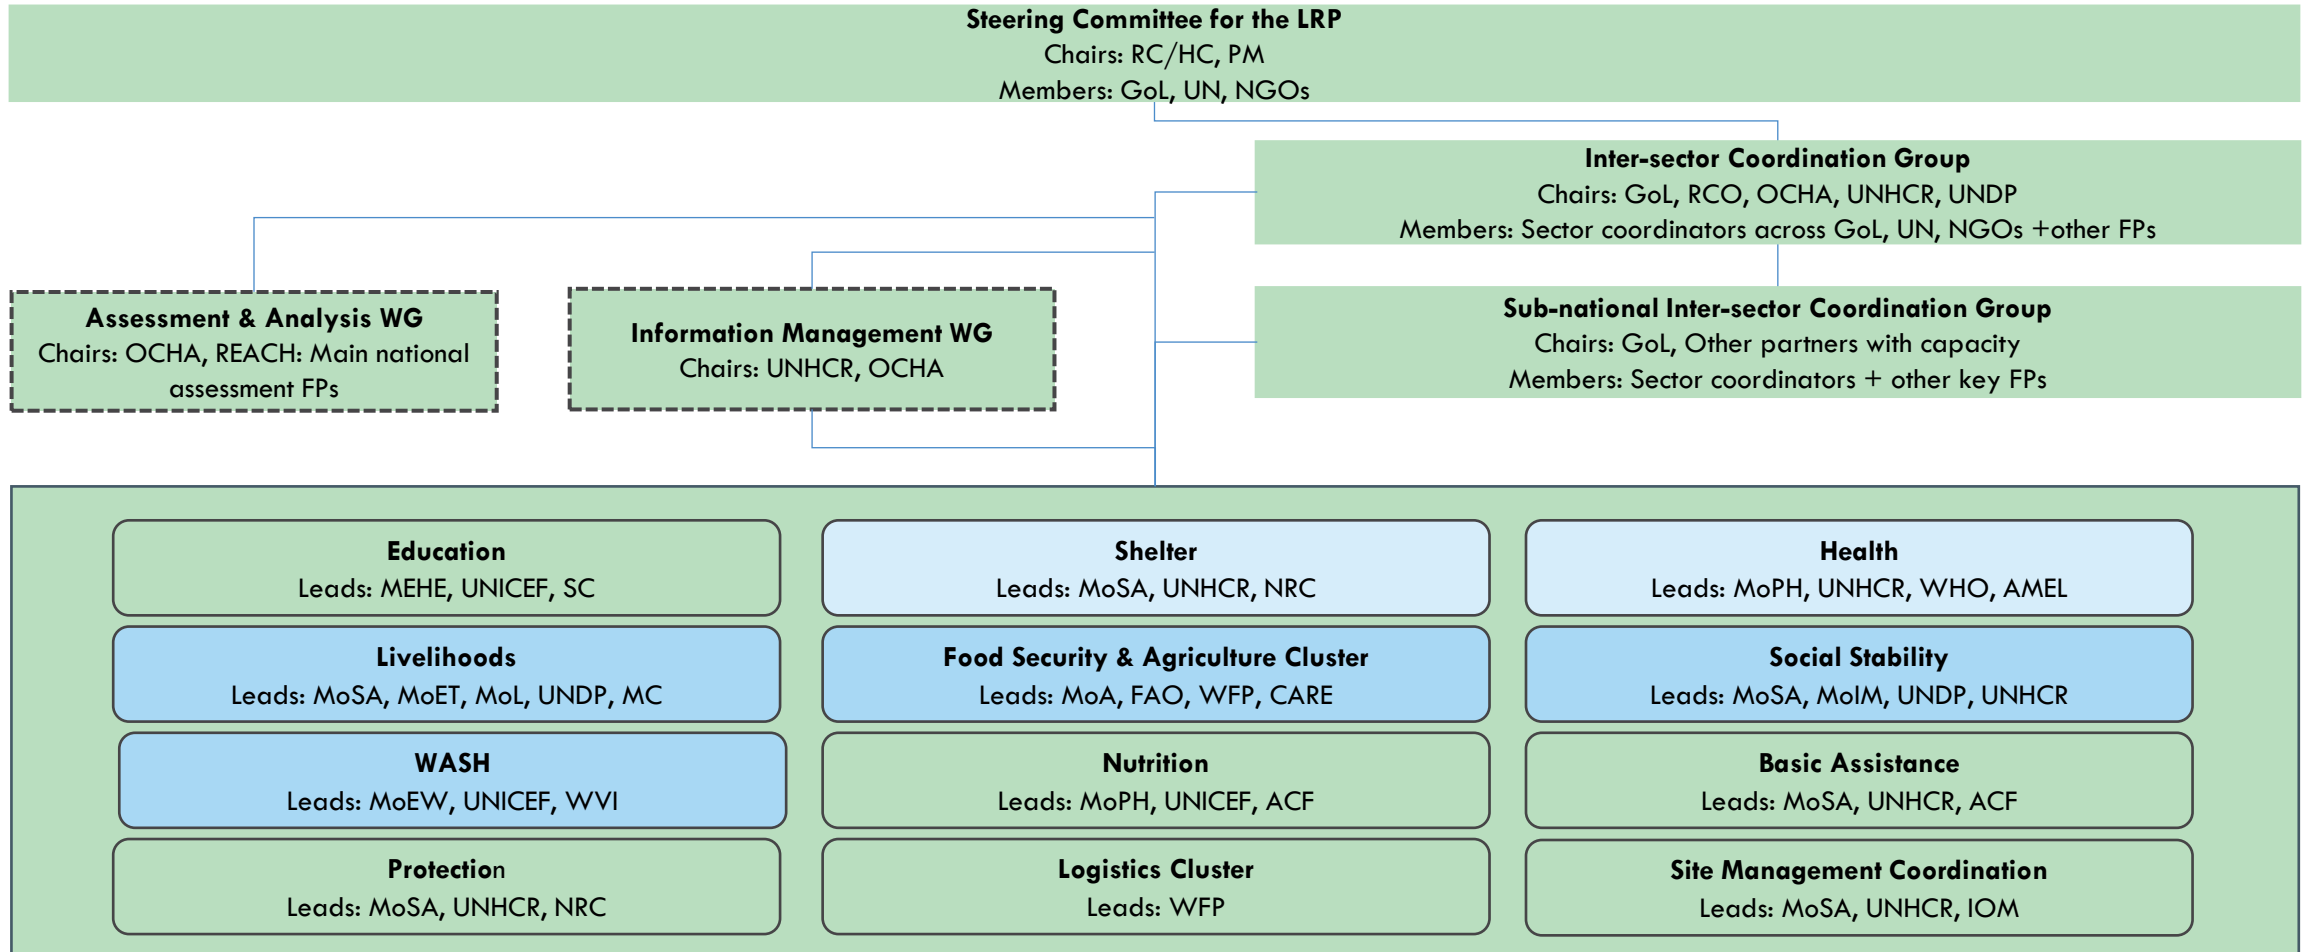 Steering Committee for the LRP
Chairs: RC/HC, PM
Members: GoL, UN, NGOs
Inter-sector Coordination Group
Chairs: GoL, RCO, OCHA, UNHCR, UNDP
Members: Sector coordinators across GoL, UN, NGOs +other FPs
Assessment & Analysis WG
Chairs: OCHA, REACH: Main national
assessment FPs
Information Management WG
Chairs: UNHCR, OCHA
Sub-national Inter-sector Coordination Group
Chairs: GoL, Other partners with capacity
Members: Sector coordinators + other key FPs
Education
Leads: MEHE, UNICEF, SC
Shelter
Leads: MoSA, UNHCR, NRC
Health
Leads: MoPH, UNHCR, WHO, AMEL
Livelihoods
Leads: MoSA, MoET, MoL, UNDP, MC
Food Security & Agriculture Cluster
Leads: MoA, FAO, WFP, CARE
Social Stability
Leads: MoSA, MoIM, UNDP, UNHCR
WASH
Leads: MoEW, UNICEF, WVI
Nutrition
Leads: MoPH, UNICEF, ACF
Basic Assistance
Leads: MoSA, UNHCR, ACF
Protection
Leads: MoSA, UNHCR, NRC
Logistics Cluster
Leads: WFP
Site Management Coordination
Leads: MoSA, UNHCR, IOM